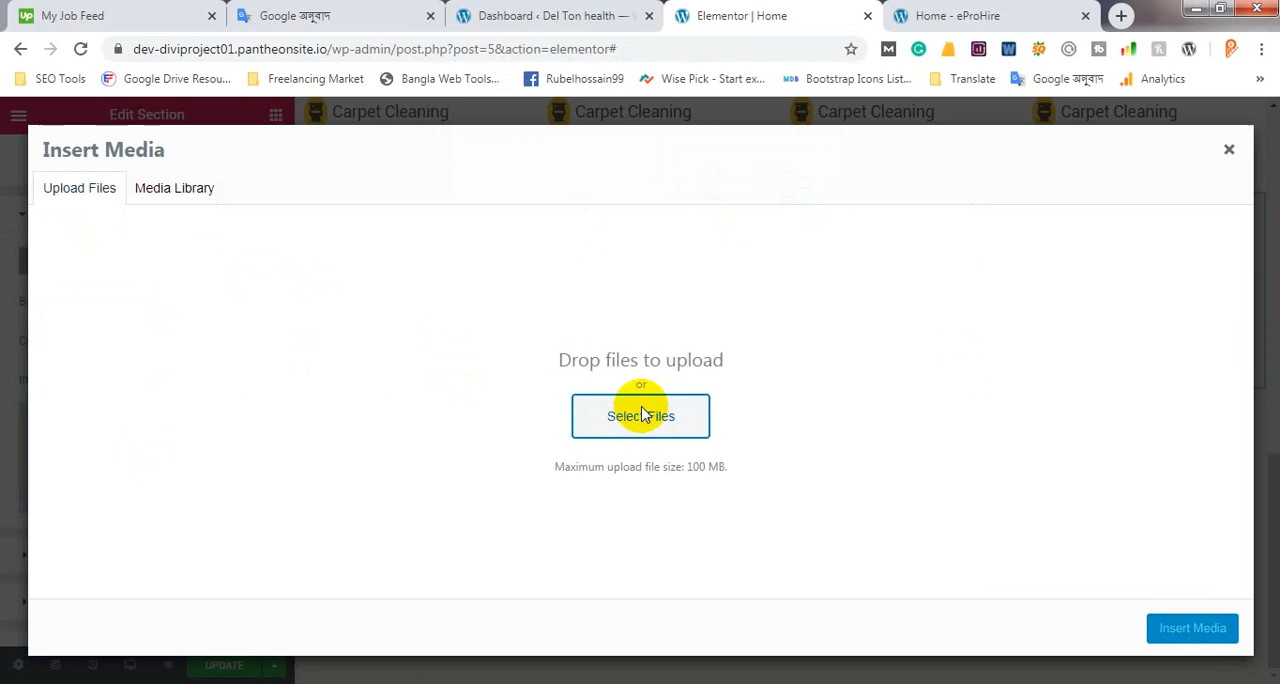 My Job Feed
Google অনুবাদ
Dashboard ‹ Del Ton health —
Elementor | Home
Home - eProHire
dev-diviproject01.pantheonsite.io/wp-admin/post.php?post=5&action=elementor#
SEO Tools
Google Drive Resou...
Freelancing Market
Bangla Web Tools...
Rubelhossain99
Wise Pick - Start ex...
Bootstrap Icons List...
Translate
Google অনুবাদ
Analytics
»
Edit Section
Carpet Cleaning
Carpet Cleaning
Carpet Cleaning
Carpet Cleaning
Insert Media
Upload Files
Media Library
Drop files to upload
or
Select Files
Maximum upload file size: 100 MB.
Insert Media
UPDATE